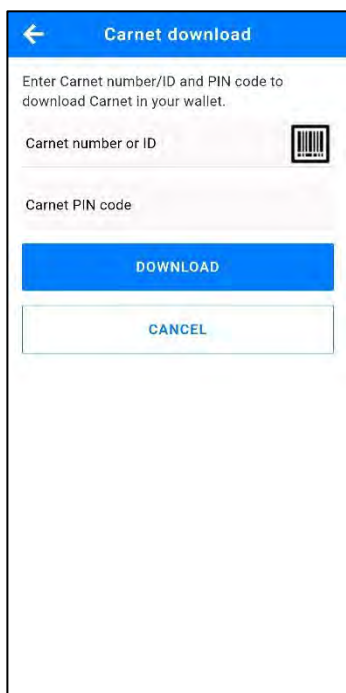 Carnet download
Enter Carnet number/ID and PIN code to
download Carnet in your wallet.
Carnet number or ID
Carnet PIN code
DOWNLOAD
CANCEL